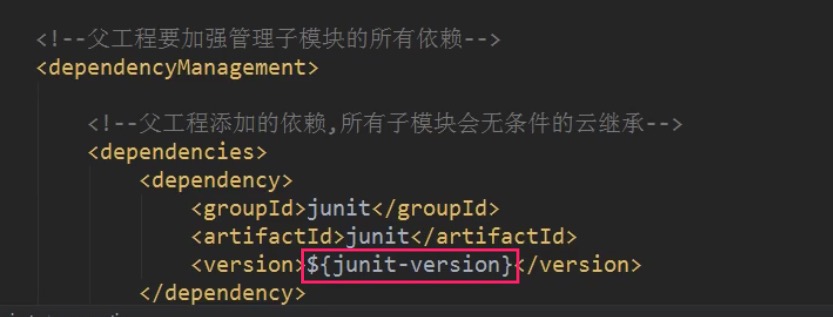 <!--父工程要加强管理子模块的所有依赖-->
<dependencyManagement>
<!--父工程添加的依赖,所有子模块会无条件的云继承-->
<dependencies>
<dependency>
<groupId>junit</groupId>
<artifactId>junit</artifactId>
<version>${junit-version}</version>
</dependency>